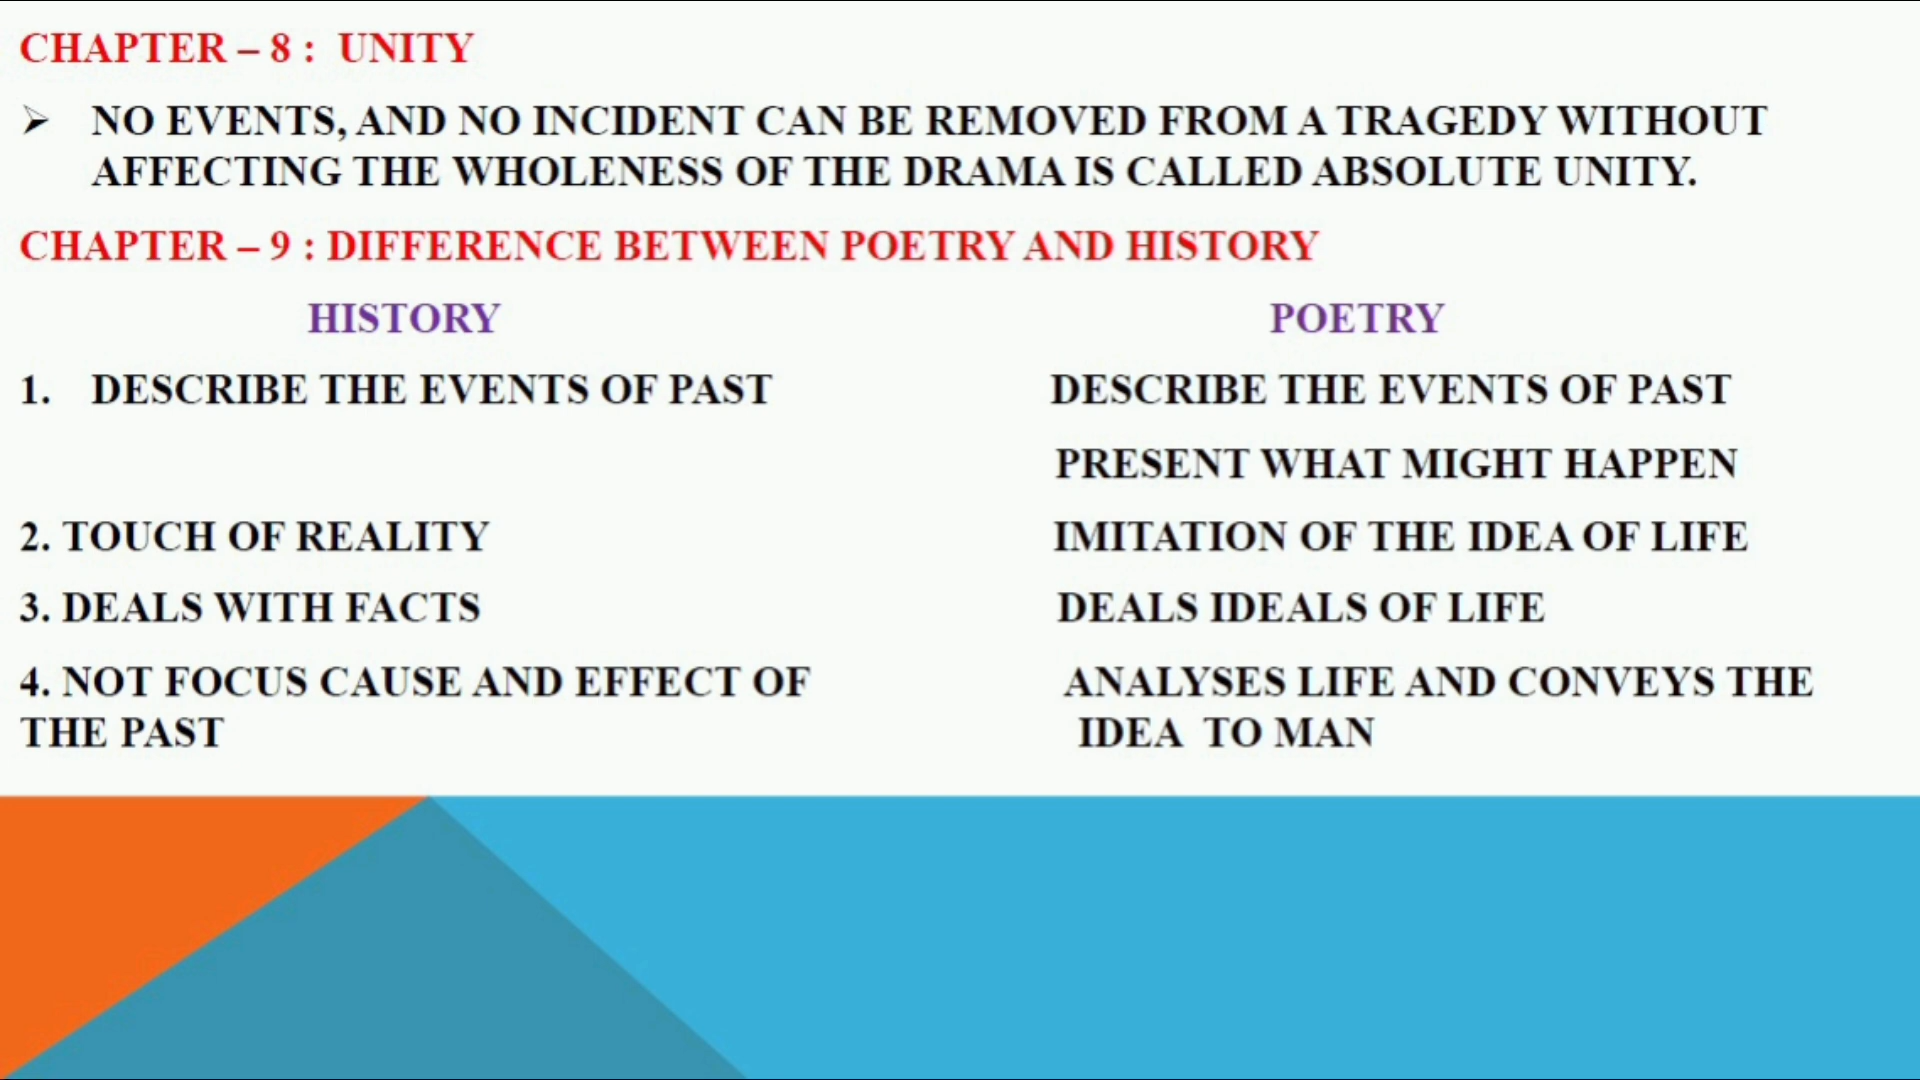 CHAPTER – 8 : UNITY
➢ NO EVENTS, AND NO INCIDENT CAN BE REMOVED FROM A TRAGEDY WITHOUT
AFFECTING THE WHOLENESS OF THE DRAMA IS CALLED ABSOLUTE UNITY.
CHAPTER – 9 : DIFFERENCE BETWEEN POETRY AND HISTORY
HISTORY POETRY
1. DESCRIBE THE EVENTS OF PAST DESCRIBE THE EVENTS OF PAST
PRESENT WHAT MIGHT HAPPEN
2. TOUCH OF REALITY IMITATION OF THE IDEA OF LIFE
3. DEALS WITH FACTS DEALS IDEALS OF LIFE
4. NOT FOCUS CAUSE AND EFFECT OF ANALYSES LIFE AND CONVEYS THE
THE PAST IDEA TO MAN